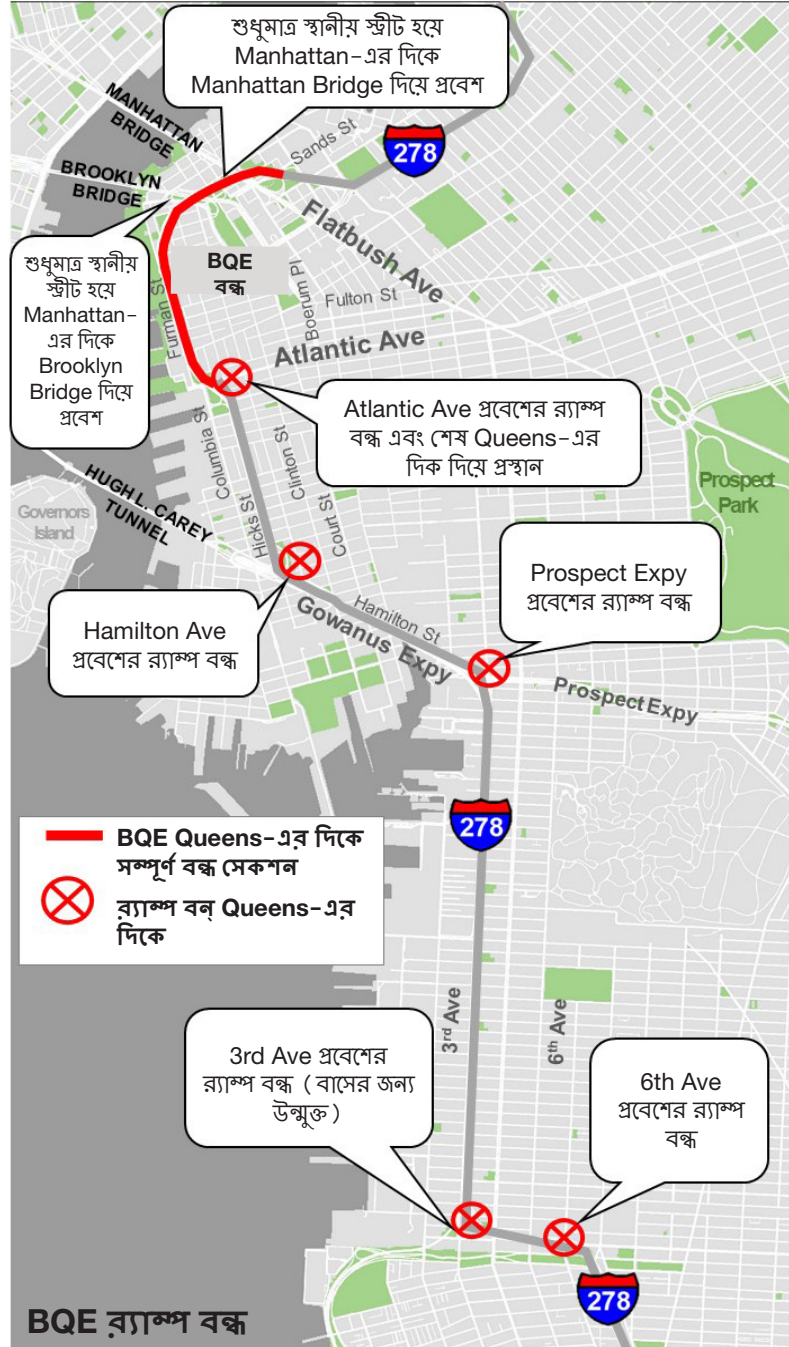 শুধুমাত্র স্থানীয় স্ট্রীট হয়ে
Manhattan-এর দিকে
Manhattan Bridge দিয়ে প্রবেশ
MANHATTAN
BRIDGE
Sands St
278
BROOKLYN
BRIDGE
Flatbush Ave
শুধুমাত্র স্থানীয়
স্ট্রীট হয়ে
Manhattan-
এর দিকে
Brooklyn
Bridge দিয়ে
প্রবেশ
BQE
বন্ধ
Boerum Pl
Fulton St
Furman St
Atlantic Ave
Atlantic Ave প্রবেশের র‍্যাম্প
বন্ধ এবং শেষ Queens-এর
দিক দিয়ে প্রস্থান
Columbia St
Clinton St
Court St
Hicks St
HUGH L. CAREY
TUNNEL
Governors
Island
Prospect
Park
Prospect Expy
প্রবেশের র‍্যাম্প বন্ধ
Hamilton Ave
প্রবেশের র‍্যাম্প বন্ধ
Hamilton St
Gowanus Expy
Prospect Expy
278
BQE Queens-এর দিকে
সম্পূর্ণ বন্ধ সেকশন
র‍্যাম্প বন্ Queens-এর
দিকে
3rd Ave
6th Ave
3rd Ave প্রবেশের
র‍্যাম্প বন্ধ (বাসের জন্য
উন্মুক্ত)
6th Ave
প্রবেশের র‍্যাম্প
বন্ধ
278
BQE র‍্যাম্প বন্ধ